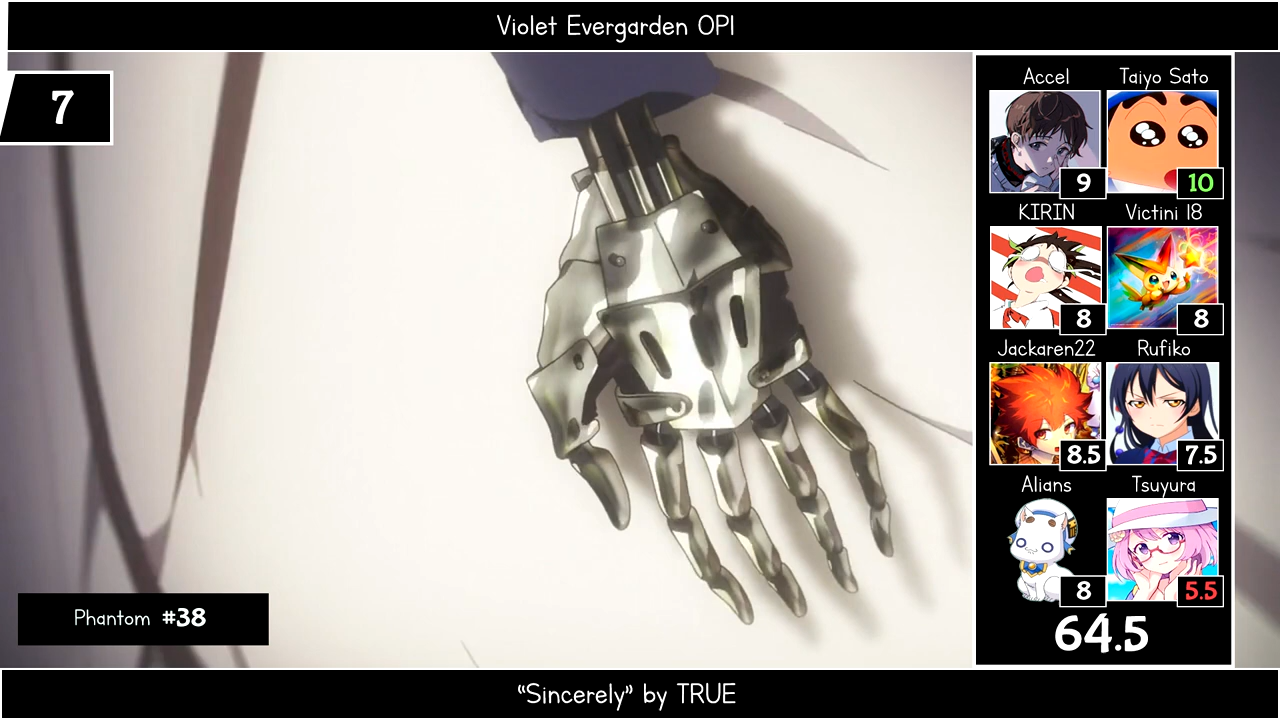 Violet Evergarden OP1
7
Accel
Taiyo Sato
9
10
KIRIN
Victini 18
8
8
Jackaren22
Rufiko
8.5
7.5
Alians
Tsuyura
8
5.5
64.5
Phantom #38
“Sincerely” by TRUE